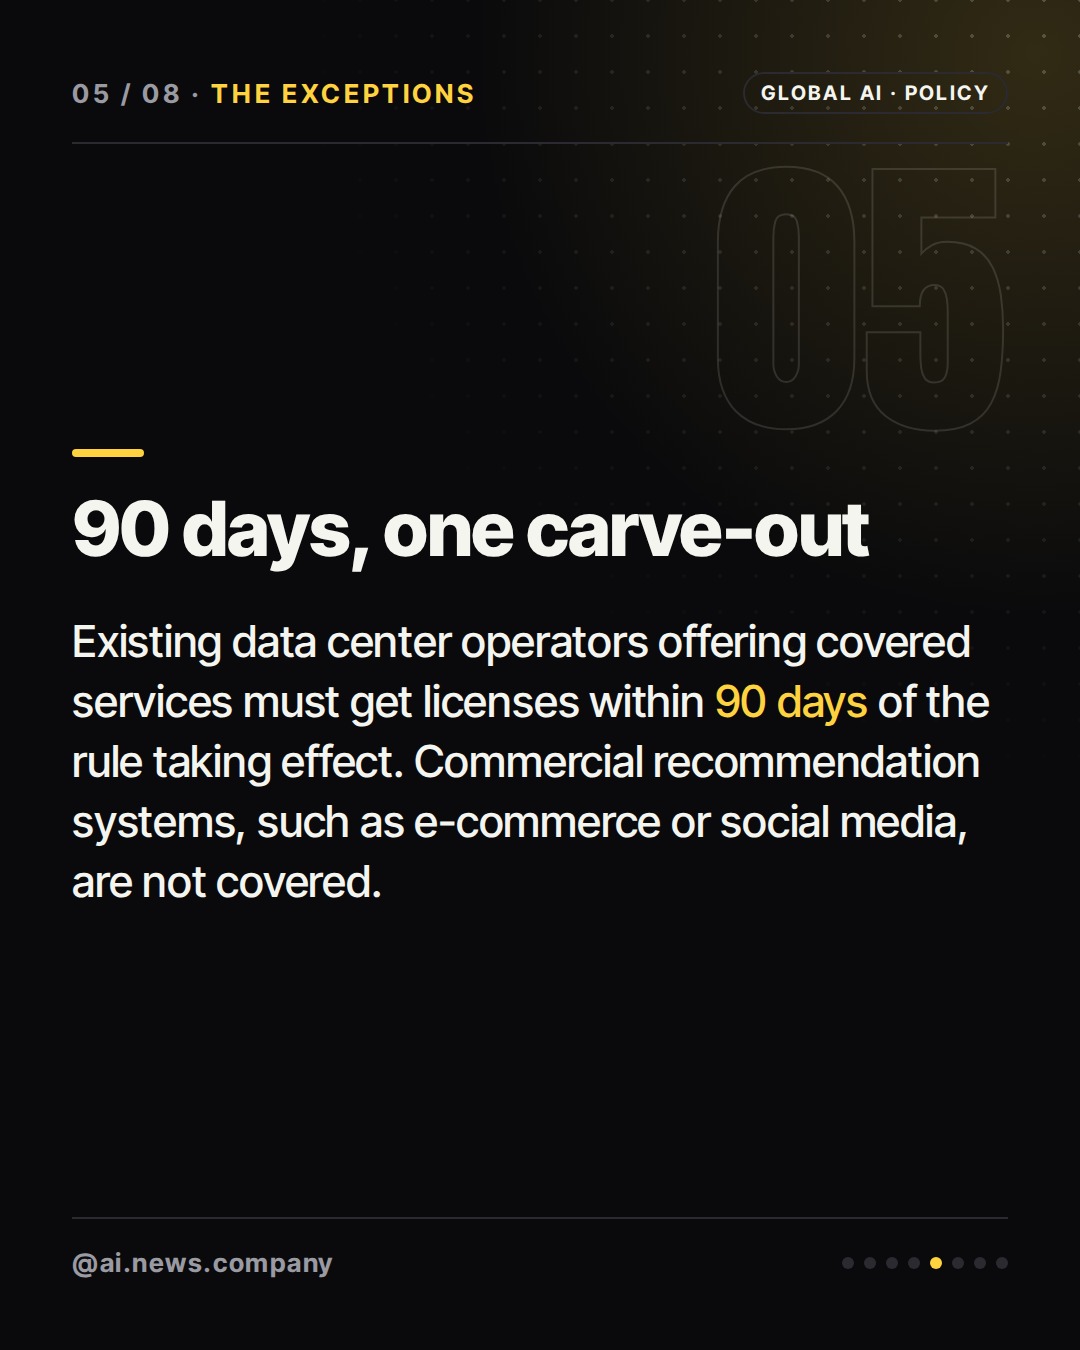 05 / 08 · THE EXCEPTIONS
GLOBAL AI · POLICY
05
90 days, one carve-out
Existing data center operators offering covered
services must get licenses within 90 days of the
rule taking effect. Commercial recommendation
systems, such as e-commerce or social media,
are not covered.
@ai.news.company